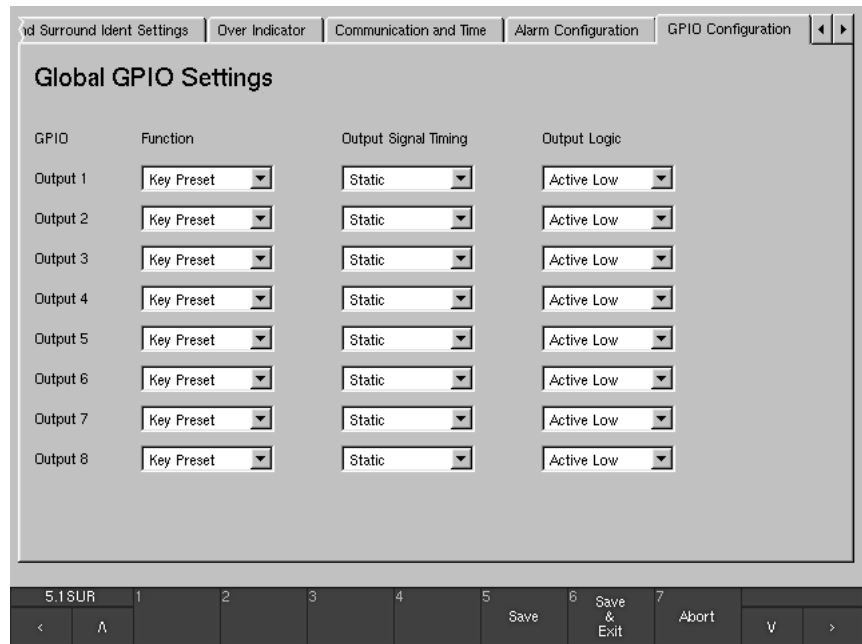 nd Surround Ident Settings Over Indicator Communication and Time Alarm Configuration GPIO Configuration
Global GPIO Settings
GPIO Function Output Signal Timing Output Logic
Output 1 Key Preset Static Active Low
Output 2 Key Preset Static Active Low
Output 3 Key Preset Static Active Low
Output 4 Key Preset Static Active Low
Output 5 Key Preset Static Active Low
Output 6 Key Preset Static Active Low
Output 7 Key Preset Static Active Low
Output 8 Key Preset Static Active Low
5.1SUR 1 2 3 4 5 6 7
< Λ Save Save & Exit Abort V >